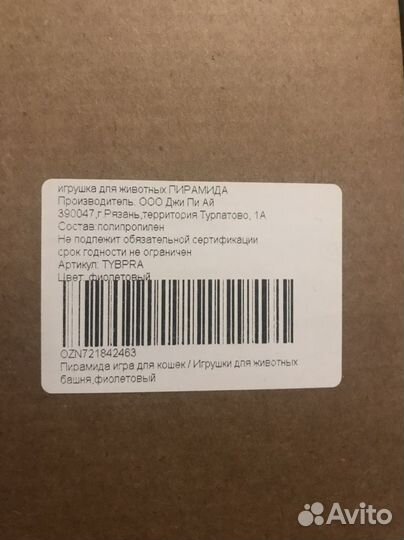 игрушка для животных ПИРАМИДА
Производитель. ООО Джи Пи Ай
390047,г Рязань,территория Турлатово, 1А
Состав:полипропилен
Не подлежит обязательной сертификации
срок годности не ограничен
Артикул. TYBPRA
Цвет. фиолетовый
OZN721842463
Пирамида игра для кошек / Игрушки для животных
башня,фиолетовый
Avito